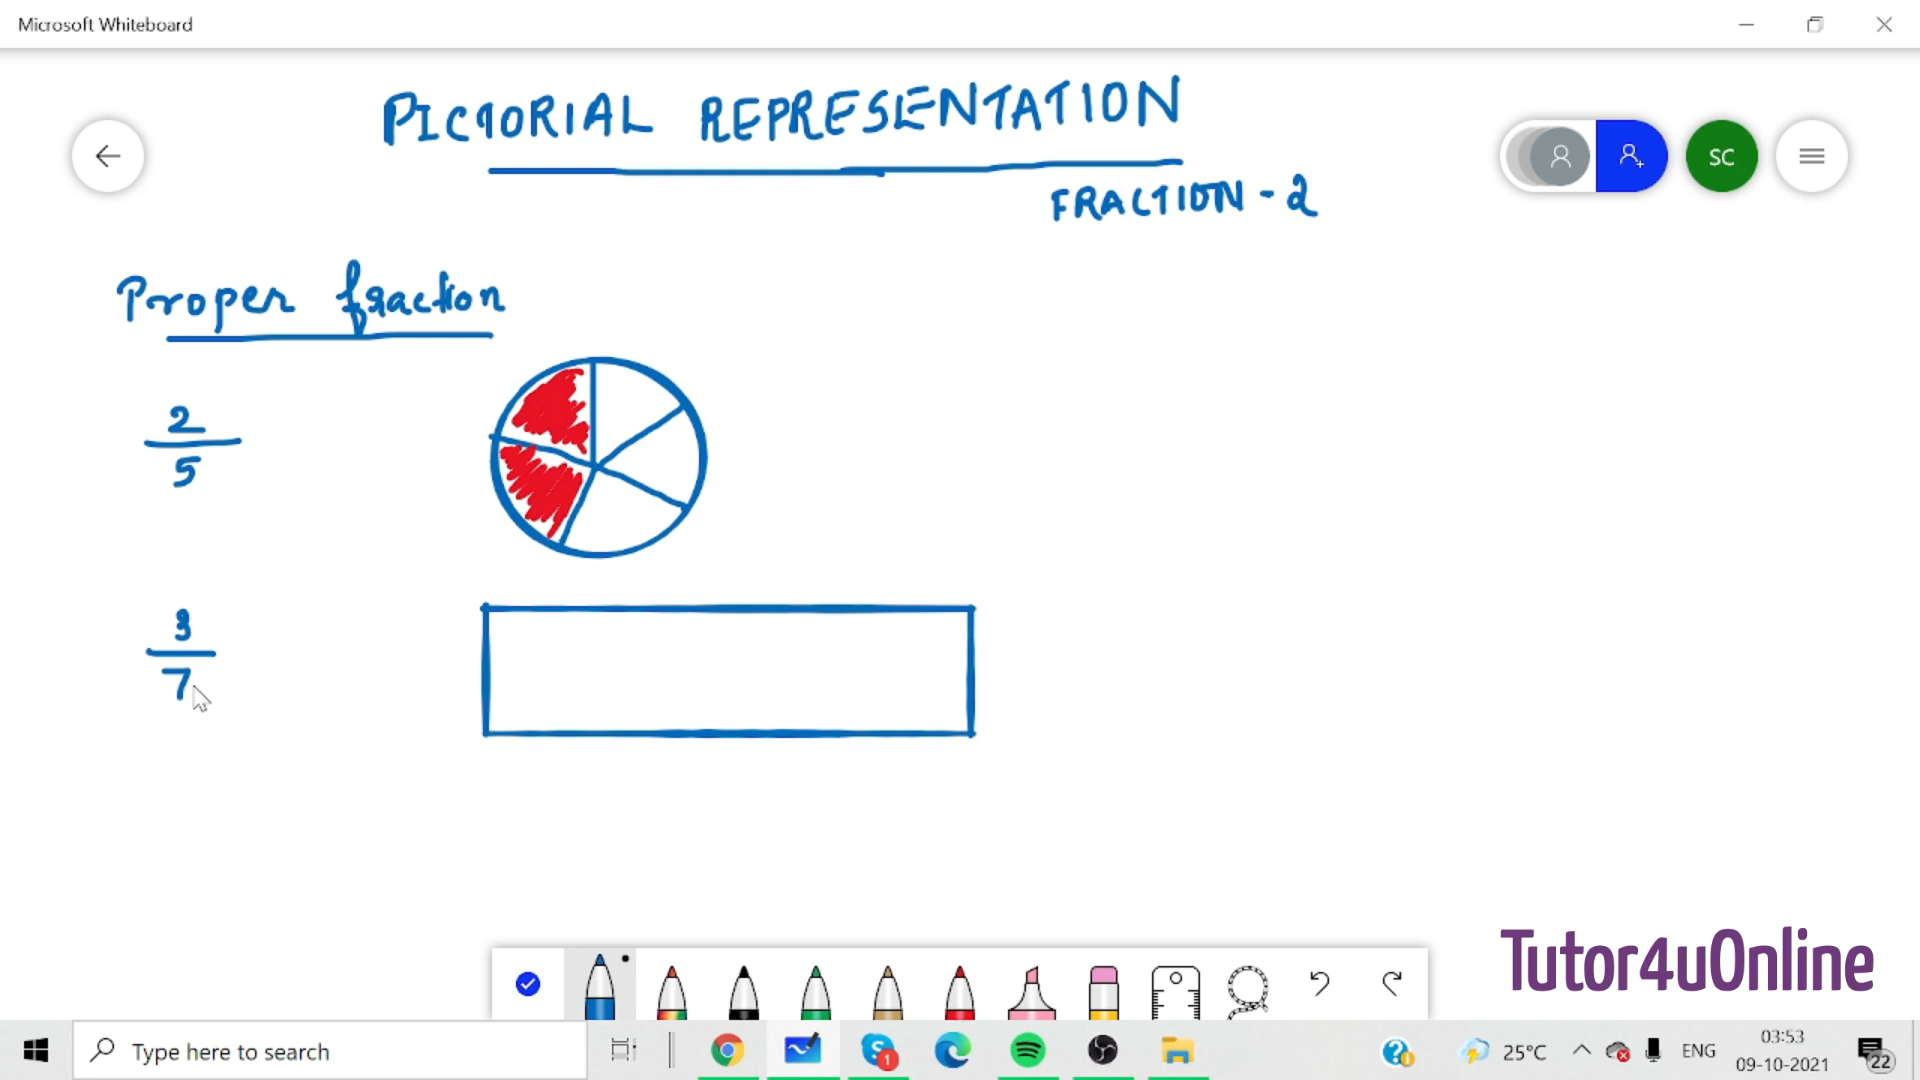 Microsoft Whiteboard
PICTORIAL REPRESENTATION
FRACTION - 2
SC
Proper fraction
2
5
3
7
Tutor4uOnline
Type here to search
1
25°C
ENG
03:53
09-10-2021
22